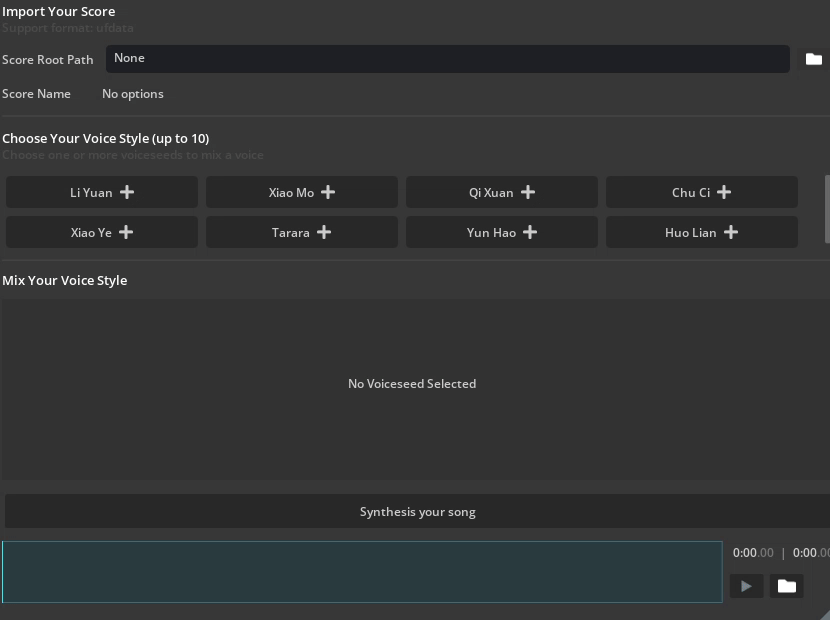 Import Your Score
Support format: ufdata
Score Root Path None
Score Name No options
Choose Your Voice Style (up to 10)
Choose one or more voiceseeds to mix a voice
Li Yuan Xiao Mo Qi Xuan Chu Ci
Xiao Ye Tarara Yun Hao Huo Lian
Mix Your Voice Style
No Voiceseed Selected
Synthesis your song
0:00.00 | 0:00.00